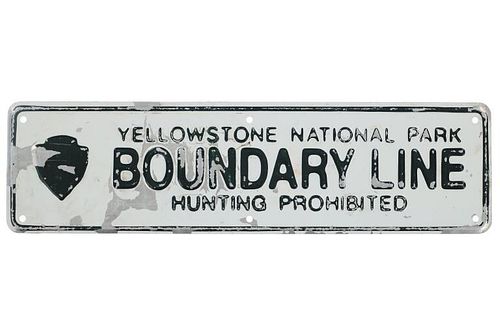 YELLOWSTONE NATIONAL PARK
BOUNDARY LINE
HUNTING PROHIBITED